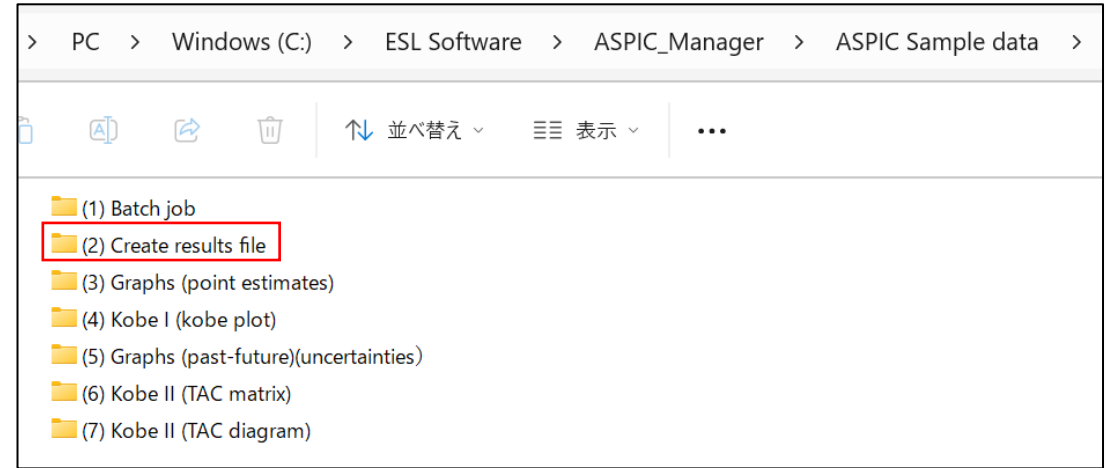 > PC > Windows (C:) > ESL Software > ASPIC_Manager > ASPIC Sample data >
A 並べ替え 表示 •••
(1) Batch job
(2) Create results file
(3) Graphs (point estimates)
(4) Kobe I (kobe plot)
(5) Graphs (past-future)(uncertainties）
(6) Kobe II (TAC matrix)
(7) Kobe II (TAC diagram)